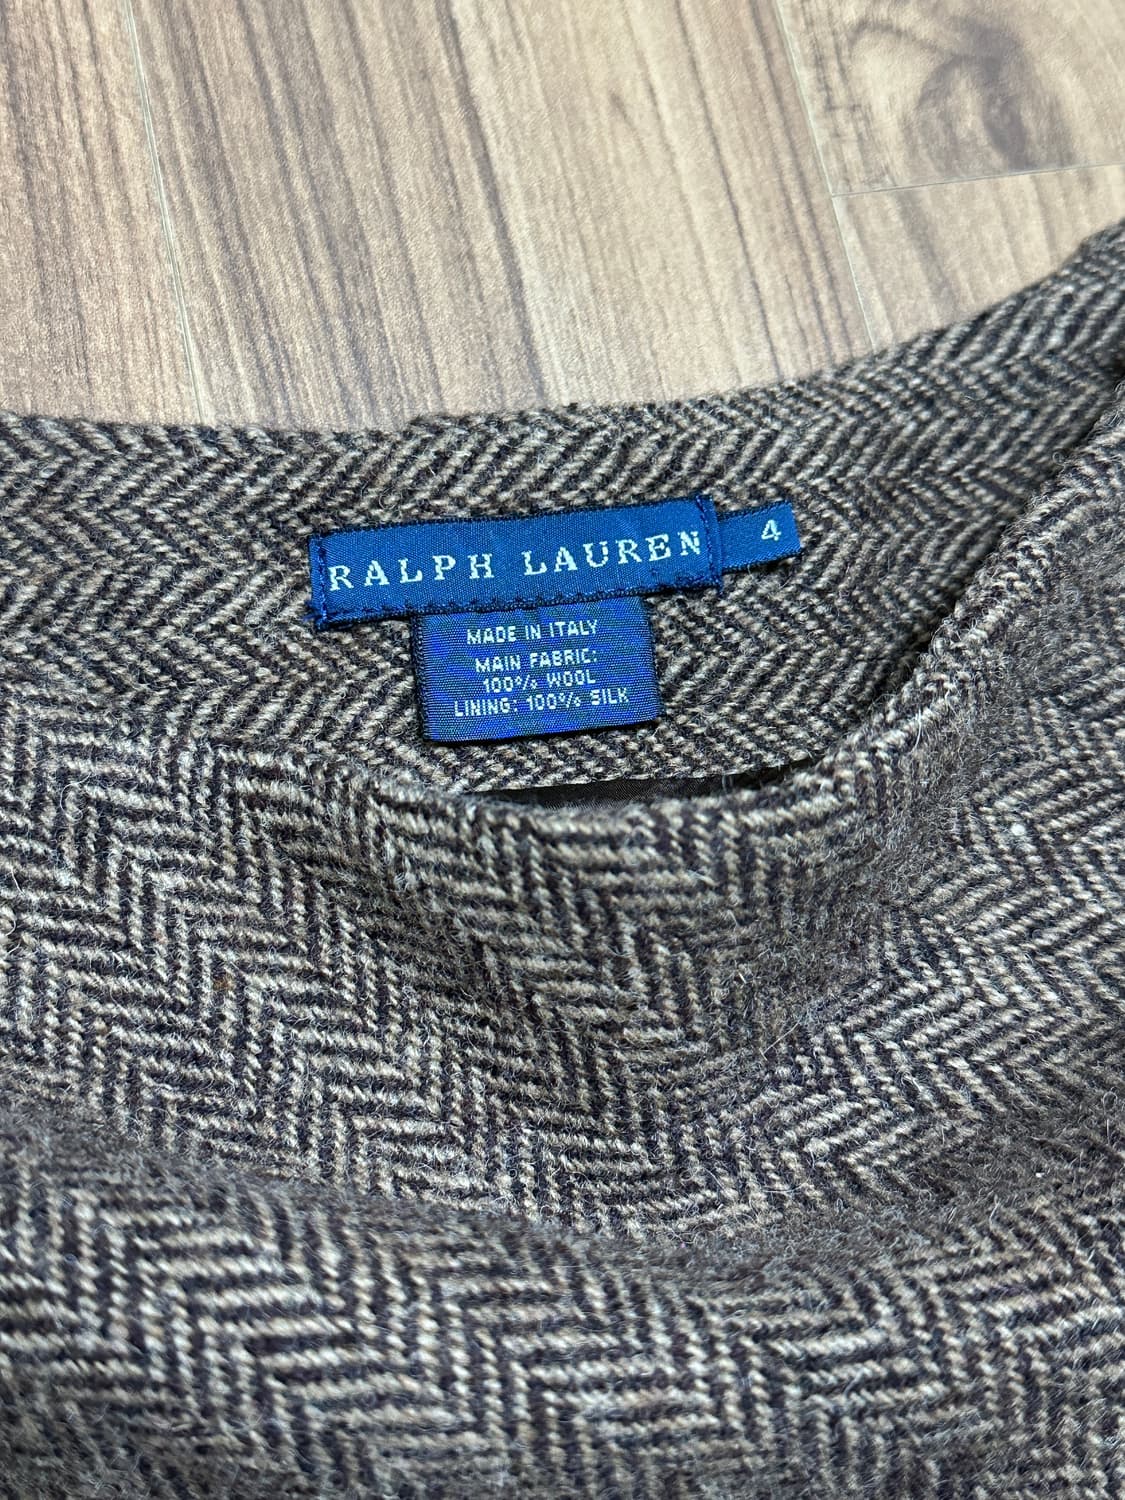 RALPH LAUREN 4
MADE IN ITALY
MAIN FABRIC:
100% WOOL
LINING: 100% SILK